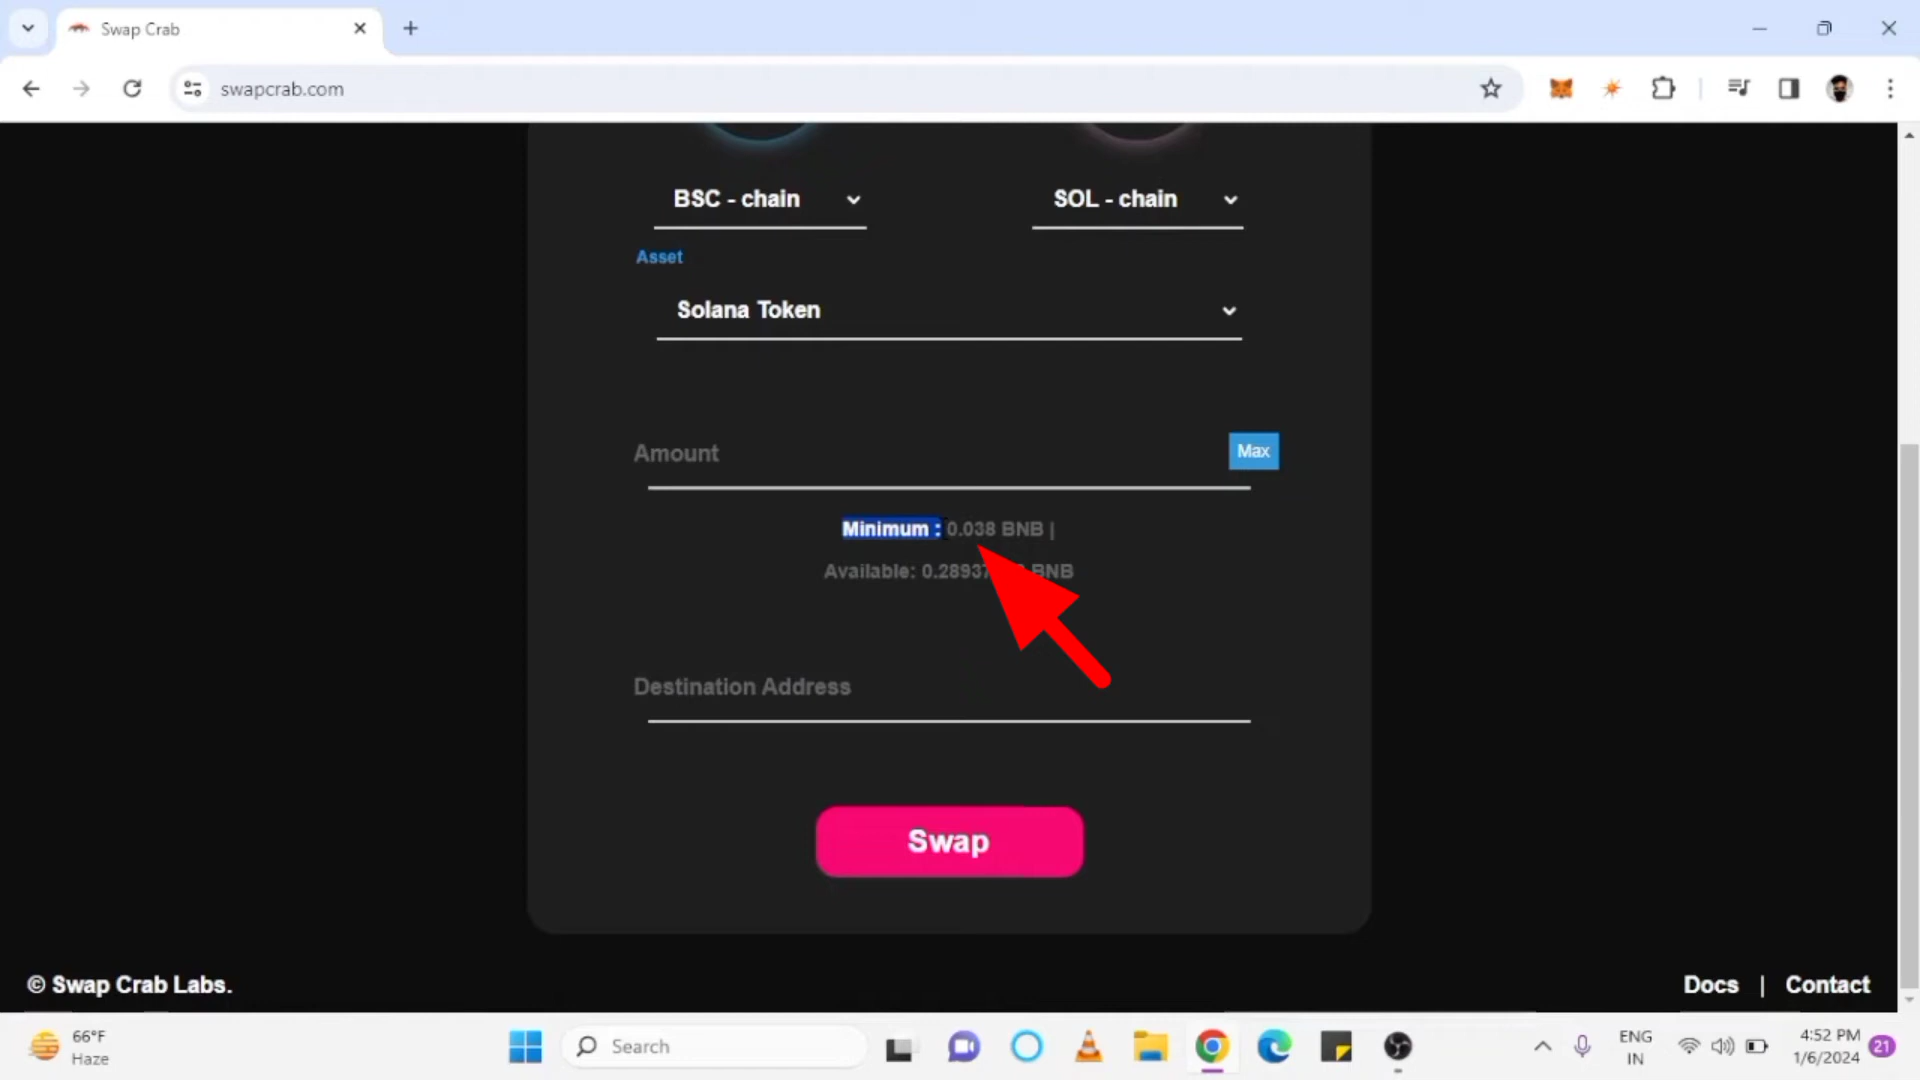 Swap Crab
swapcrab.com
BSC - chain
SOL - chain
Asset
Solana Token
Amount
Max
Minimum : 0.038 BNB |
Available: BNB
Destination Address
Swap
© Swap Crab Labs.
Docs | Contact
66°F
Haze
Search
ENG
IN
4:52 PM
1/6/2024
21